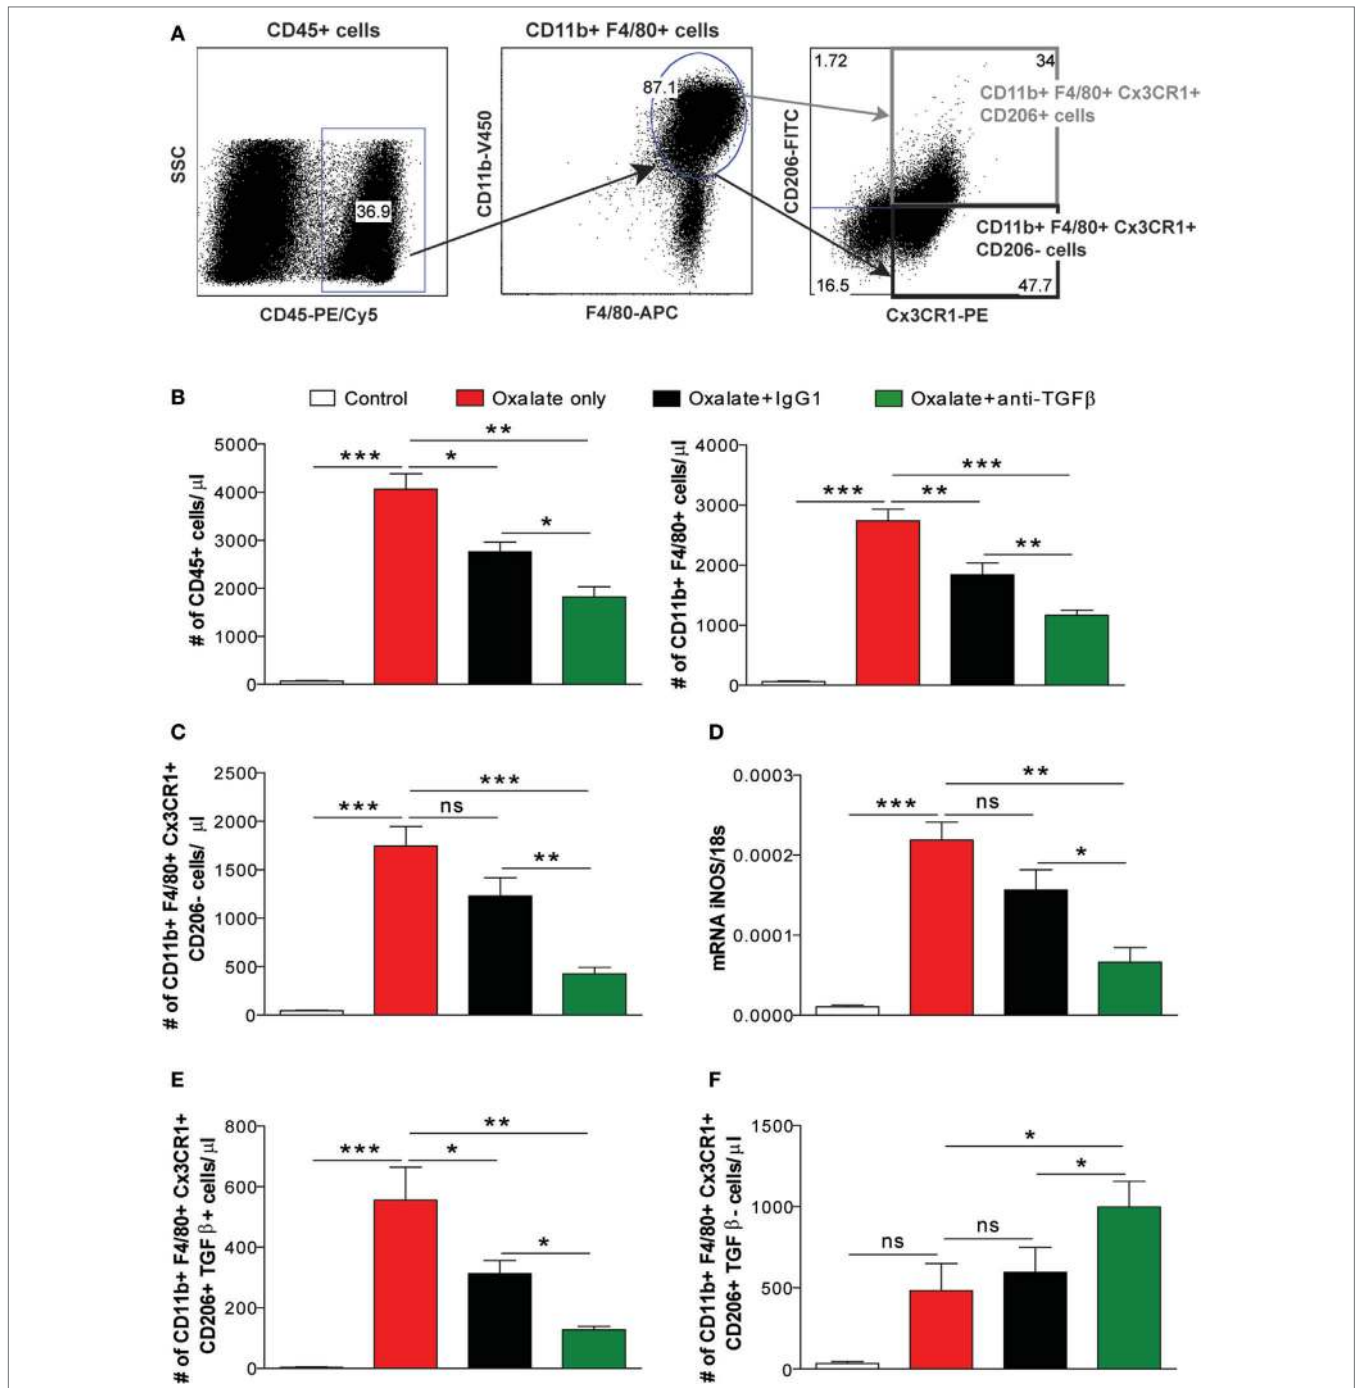 A
CD45+ cells
CD11b+ F4/80+ cells
SSC
36.9
CD45-PE/Cy5
CD11b-V450
87.1
F4/80-APC
CD206-FITC
1.72
34
CD11b+ F4/80+ Cx3CR1+
CD206+ cells
CD11b+ F4/80+ Cx3CR1+
CD206- cells
16.5
47.7
Cx3CR1-PE
B
Control
Oxalate only
Oxalate+IgG1
Oxalate+anti-TGFβ
# of CD45+ cells/ μl
5000
4000
3000
2000
1000
0
***
*
**
*
# of CD11b+ F4/80+ cells/μl
4000
3000
2000
1000
0
***
**
***
**
C
# of CD11b+ F4/80+ Cx3CR1+
CD206- cells/ μl
2500
2000
1500
1000
500
0
***
ns
***
**
D
mRNA iNOS/18s
0.0003
0.0002
0.0001
0.0000
***
ns
**
*
E
# of CD11b+ F4/80+ Cx3CR1+
CD206+ TGF β+ cells/μl
800
600
400
200
0
***
*
**
*
F
# of CD11b+ F4/80+ Cx3CR1+
CD206+ TGF β- cells/μl
1500
1000
500
0
ns
ns
*
*